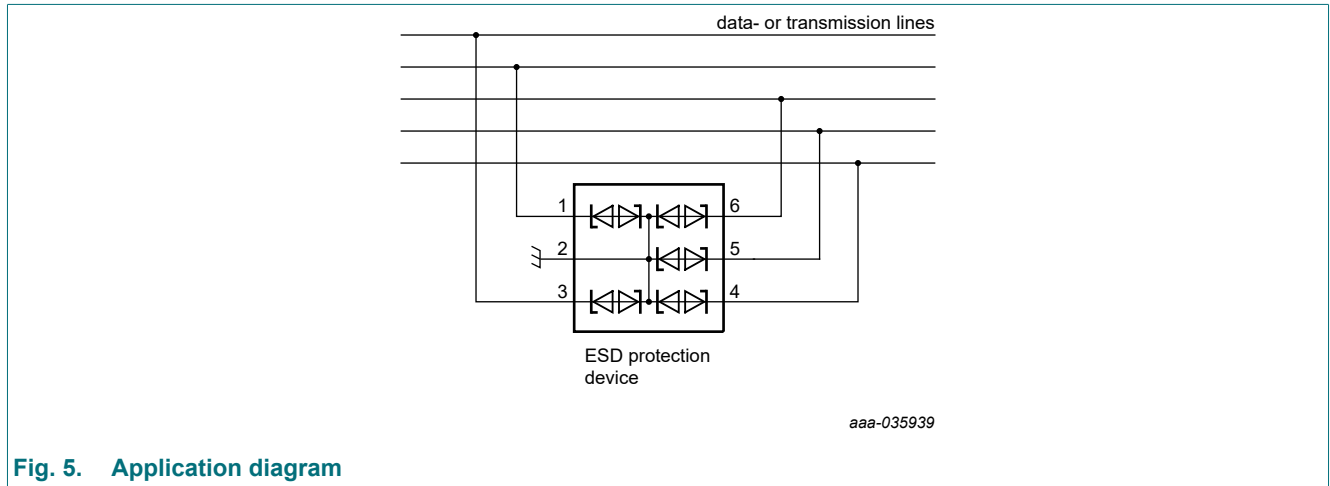 data- or transmission lines
1
6
2
5
3
4
ESD protection
device
aaa-035939
Fig. 5. Application diagram